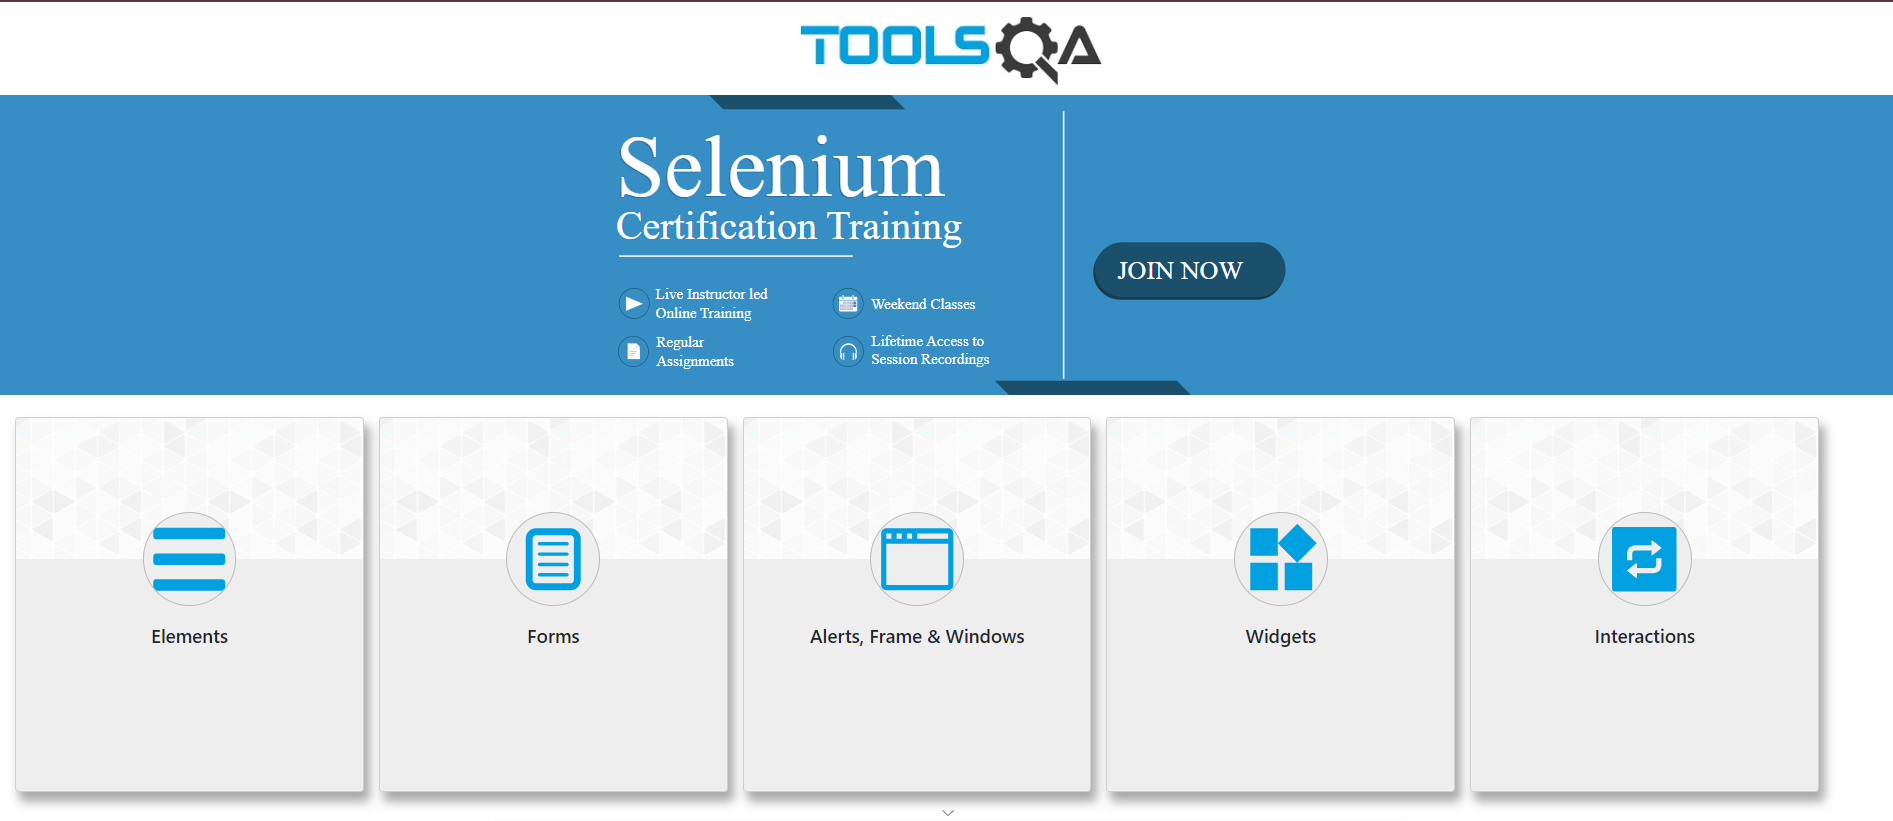 TOOLSQA
Selenium
Certification Training
JOIN NOW
Live Instructor led
Online Training
Weekend Classes
Regular
Assignments
Lifetime Access to
Session Recordings
Elements
Forms
Alerts, Frame & Windows
Widgets
Interactions